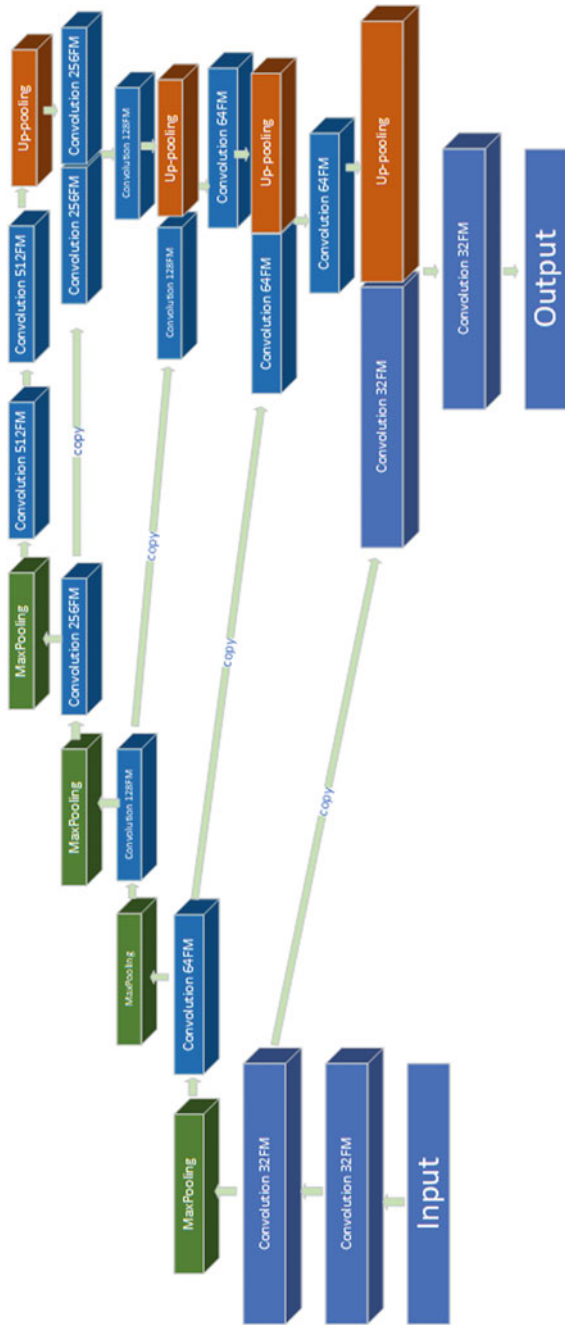 Input
Convolution 32FM
Convolution 32FM
MaxPooling
Convolution 64FM
MaxPooling
Convolution 128FM
MaxPooling
Convolution 256FM
MaxPooling
Convolution 512FM
Convolution 512FM
Up-pooling
copy
Convolution 256FM
Convolution 256FM
Convolution 128FM
copy
Convolution 128FM
Up-pooling
Convolution 64FM
copy
Convolution 64FM
Up-pooling
Convolution 64FM
copy
Convolution 32FM
Up-pooling
Convolution 32FM
Output